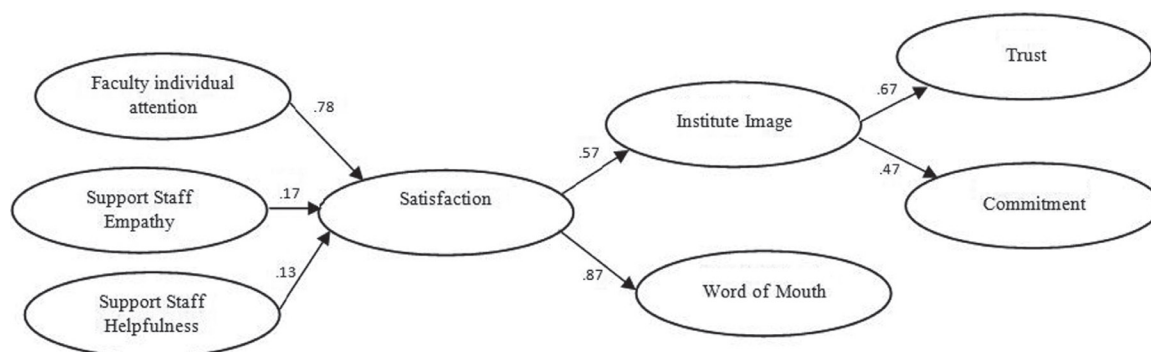 Faculty individual
attention
.78
Support Staff
Empathy
.17
Support Staff
Helpfulness
.13
Satisfaction
.57
.87
Institute Image
Word of Mouth
.67
.47
Trust
Commitment